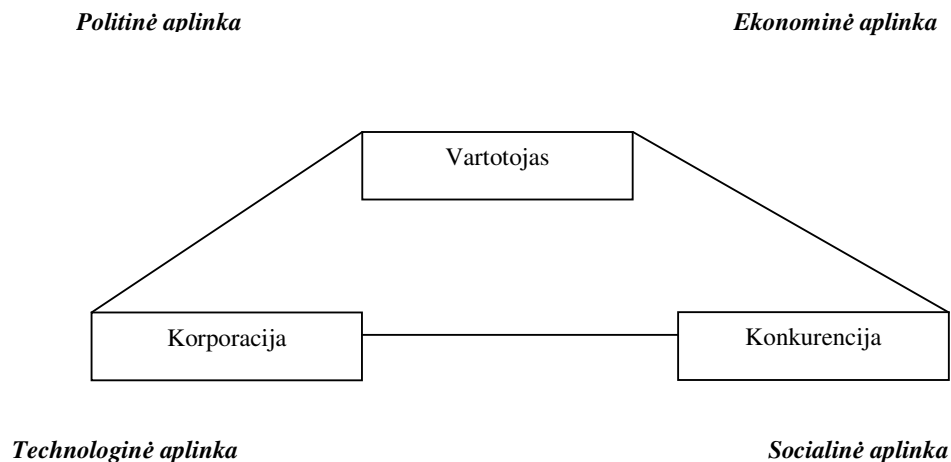 Politinė aplinka
Ekonominė aplinka
Vartotojas
Korporacija
Konkurencija
Technologinė aplinka
Socialinė aplinka